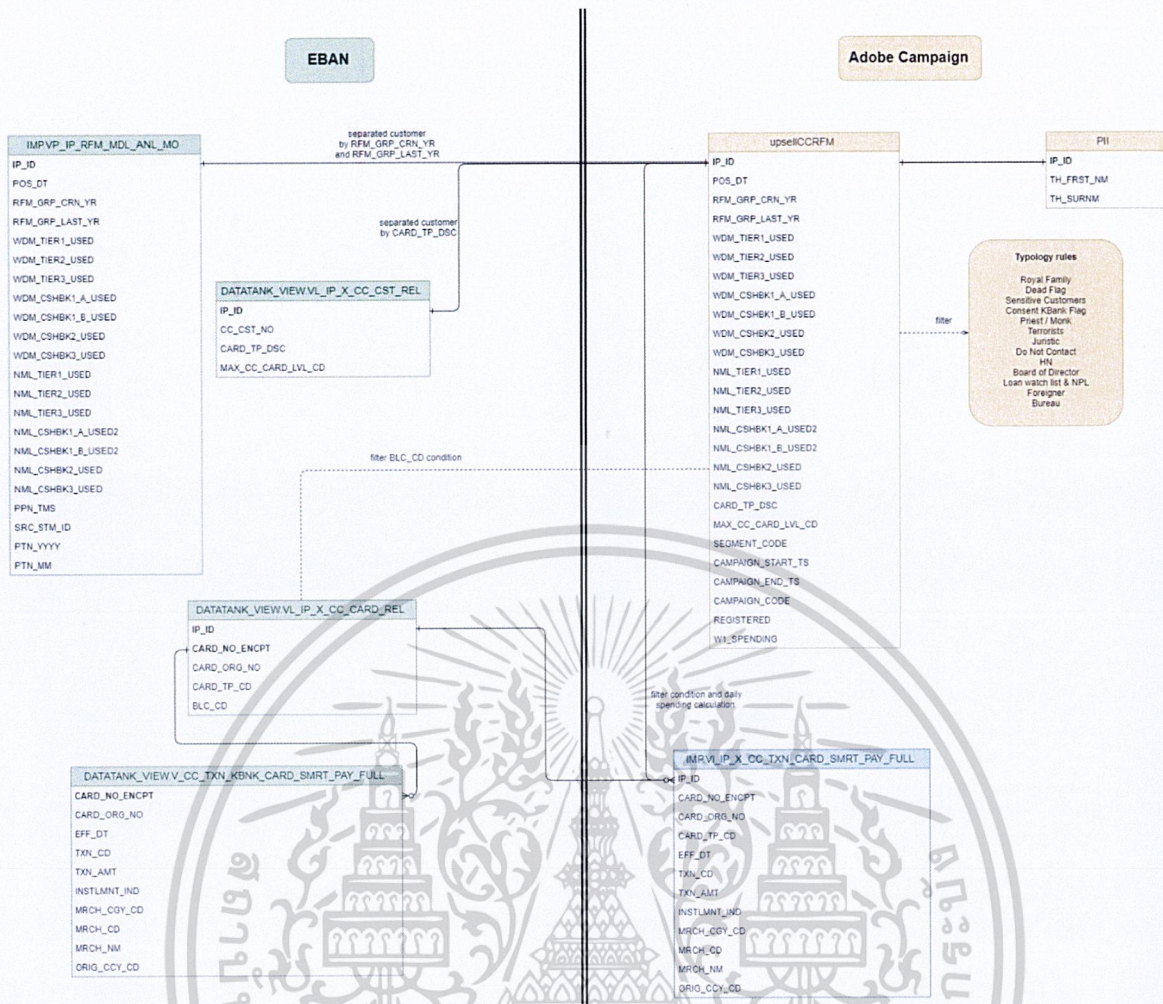 EBAN
Adobe Campaign
IMP.VP_IP_RFM_MDL_ANL_MO
IP_ID
POS_DT
RFM_GRP_CRN_YR
RFM_GRP_LAST_YR
WDM_TIER1_USED
WDM_TIER2_USED
WDM_TIER3_USED
WDM_CSHBK1_A_USED
WDM_CSHBK1_B_USED
WDM_CSHBK2_USED
WDM_CSHBK3_USED
NML_TIER1_USED
NML_TIER2_USED
NML_TIER3_USED
NML_CSHBK1_A_USED2
NML_CSHBK1_B_USED2
NML_CSHBK2_USED
NML_CSHBK3_USED
PPN_TMS
SRC_STM_ID
PTN_YYYY
PTN_MM
separated customer
by RFM_GRP_CRN_YR
and RFM_GRP_LAST_YR
separated customer
by CARD_TP_DSC
DATATANK_VIEW.VL_IP_X_CC_CST_REL
IP_ID
CC_CST_NO
CARD_TP_DSC
MAX_CC_CARD_LVL_CD
filter BLC_CD condition
DATATANK_VIEW.VL_IP_X_CC_CARD_REL
IP_ID
CARD_NO_ENCPT
CARD_ORG_NO
CARD_TP_CD
BLC_CD
DATATANK_VIEW.V_CC_TXN_KBNK_CARD_SMRT_PAY_FULL
CARD_NO_ENCPT
CARD_ORG_NO
EFF_DT
TXN_CD
TXN_AMT
INSTLMNT_IND
MRCH_CGY_CD
MRCH_CD
MRCH_NM
ORIG_CCY_CD
upsellCCRFM
IP_ID
POS_DT
RFM_GRP_CRN_YR
RFM_GRP_LAST_YR
WDM_TIER1_USED
WDM_TIER2_USED
WDM_TIER3_USED
WDM_CSHBK1_A_USED
WDM_CSHBK1_B_USED
WDM_CSHBK2_USED
WDM_CSHBK3_USED
NML_TIER1_USED
NML_TIER2_USED
NML_TIER3_USED
NML_CSHBK1_A_USED2
NML_CSHBK1_B_USED2
NML_CSHBK2_USED
NML_CSHBK3_USED
CARD_TP_DSC
MAX_CC_CARD_LVL_CD
SEGMENT_CODE
CAMPAIGN_START_TS
CAMPAIGN_END_TS
CAMPAIGN_CODE
REGISTERED
W1_SPENDING
PII
IP_ID
TH_FRST_NM
TH_SURNM
filter
Typology rules
Royal Family
Dead Flag
Sensitive Customers
Consent KBank Flag
Priest / Monk
Terrorists
Juristic
Do Not Contact
HN
Board of Director
Loan watch list & NPL
Foreigner
Bureau
filter condition and daily
spending calculation
IMP.VI_IP_X_CC_TXN_CARD_SMRT_PAY_FULL
IP_ID
CARD_NO_ENCPT
CARD_ORG_NO
CARD_TP_CD
EFF_DT
TXN_CD
TXN_AMT
INSTLMNT_IND
MRCH_CGY_CD
MRCH_CD
MRCH_NM
ORIG_CCY_CD